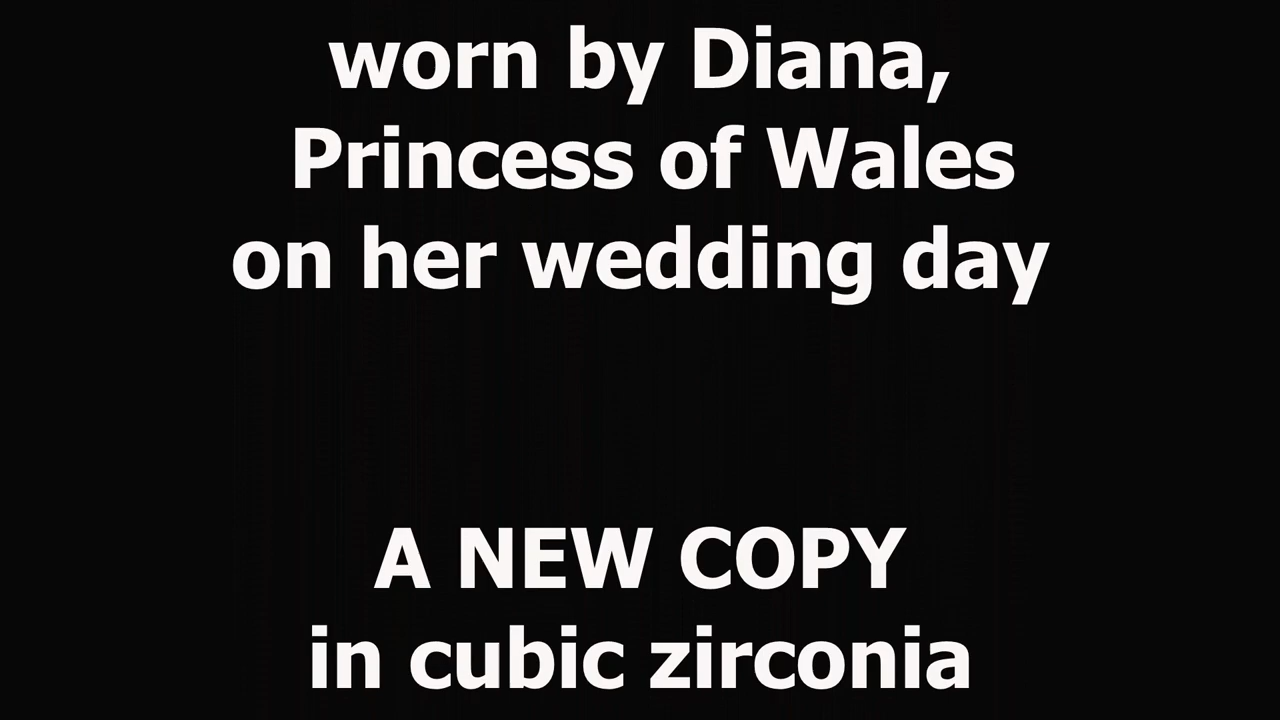 worn by Diana,
Princess of Wales
on her wedding day
A NEW COPY
in cubic zirconia